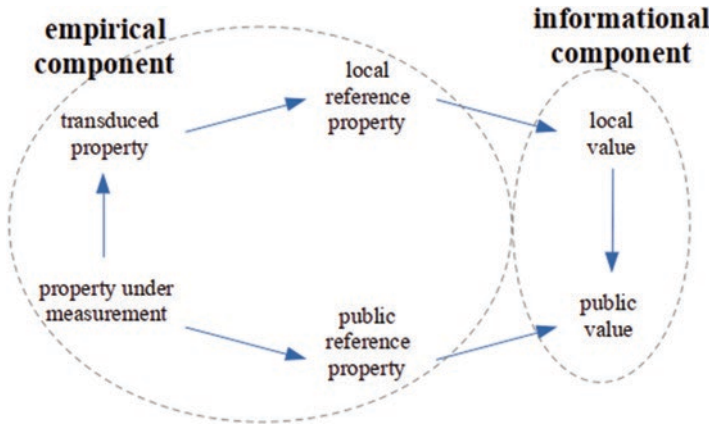 empirical
component
informational
component
transduced
property
local
reference
property
local
value
property under
measurement
public
reference
property
public
value